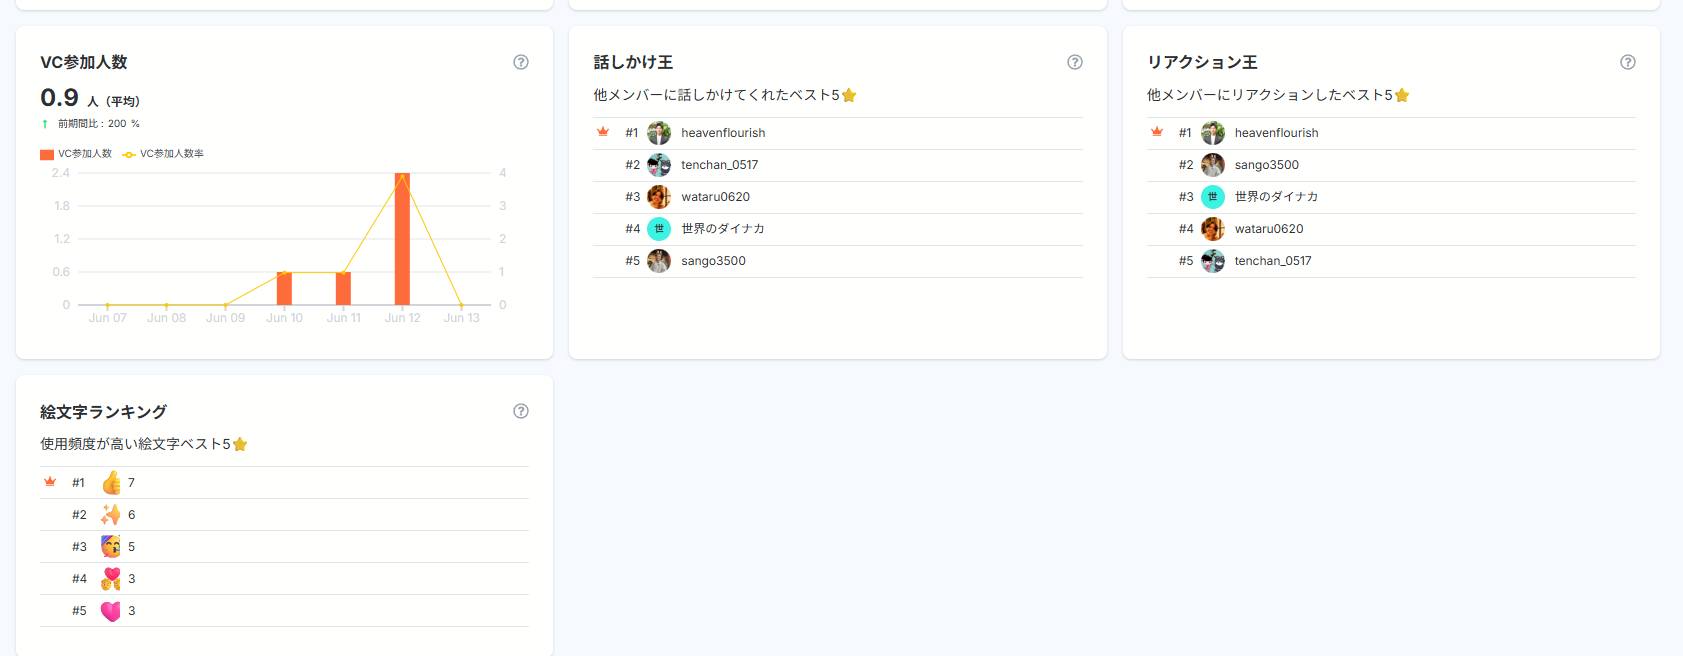 VC参加人数
0.9 人（平均）
↑ 前期間比 : 200 %
VC参加人数 VC参加人数率
2.4 4
1.8 3
1.2 2
0.6 1
0 0
Jun 07 Jun 08 Jun 09 Jun 10 Jun 11 Jun 12 Jun 13
話しかけ王
他メンバーに話しかけてくれたベスト5⭐
#1 heavenflourish
#2 tenchan_0517
#3 wataru0620
#4 世 世界のダイナカ
#5 sango3500
リアクション王
他メンバーにリアクションしたベスト5⭐
#1 heavenflourish
#2 sango3500
#3 世 世界のダイナカ
#4 wataru0620
#5 tenchan_0517
絵文字ランキング
使用頻度が高い絵文字ベスト5⭐
#1 👍 7
#2 ✨ 6
#3 🥳 5
#4 3
#5 3